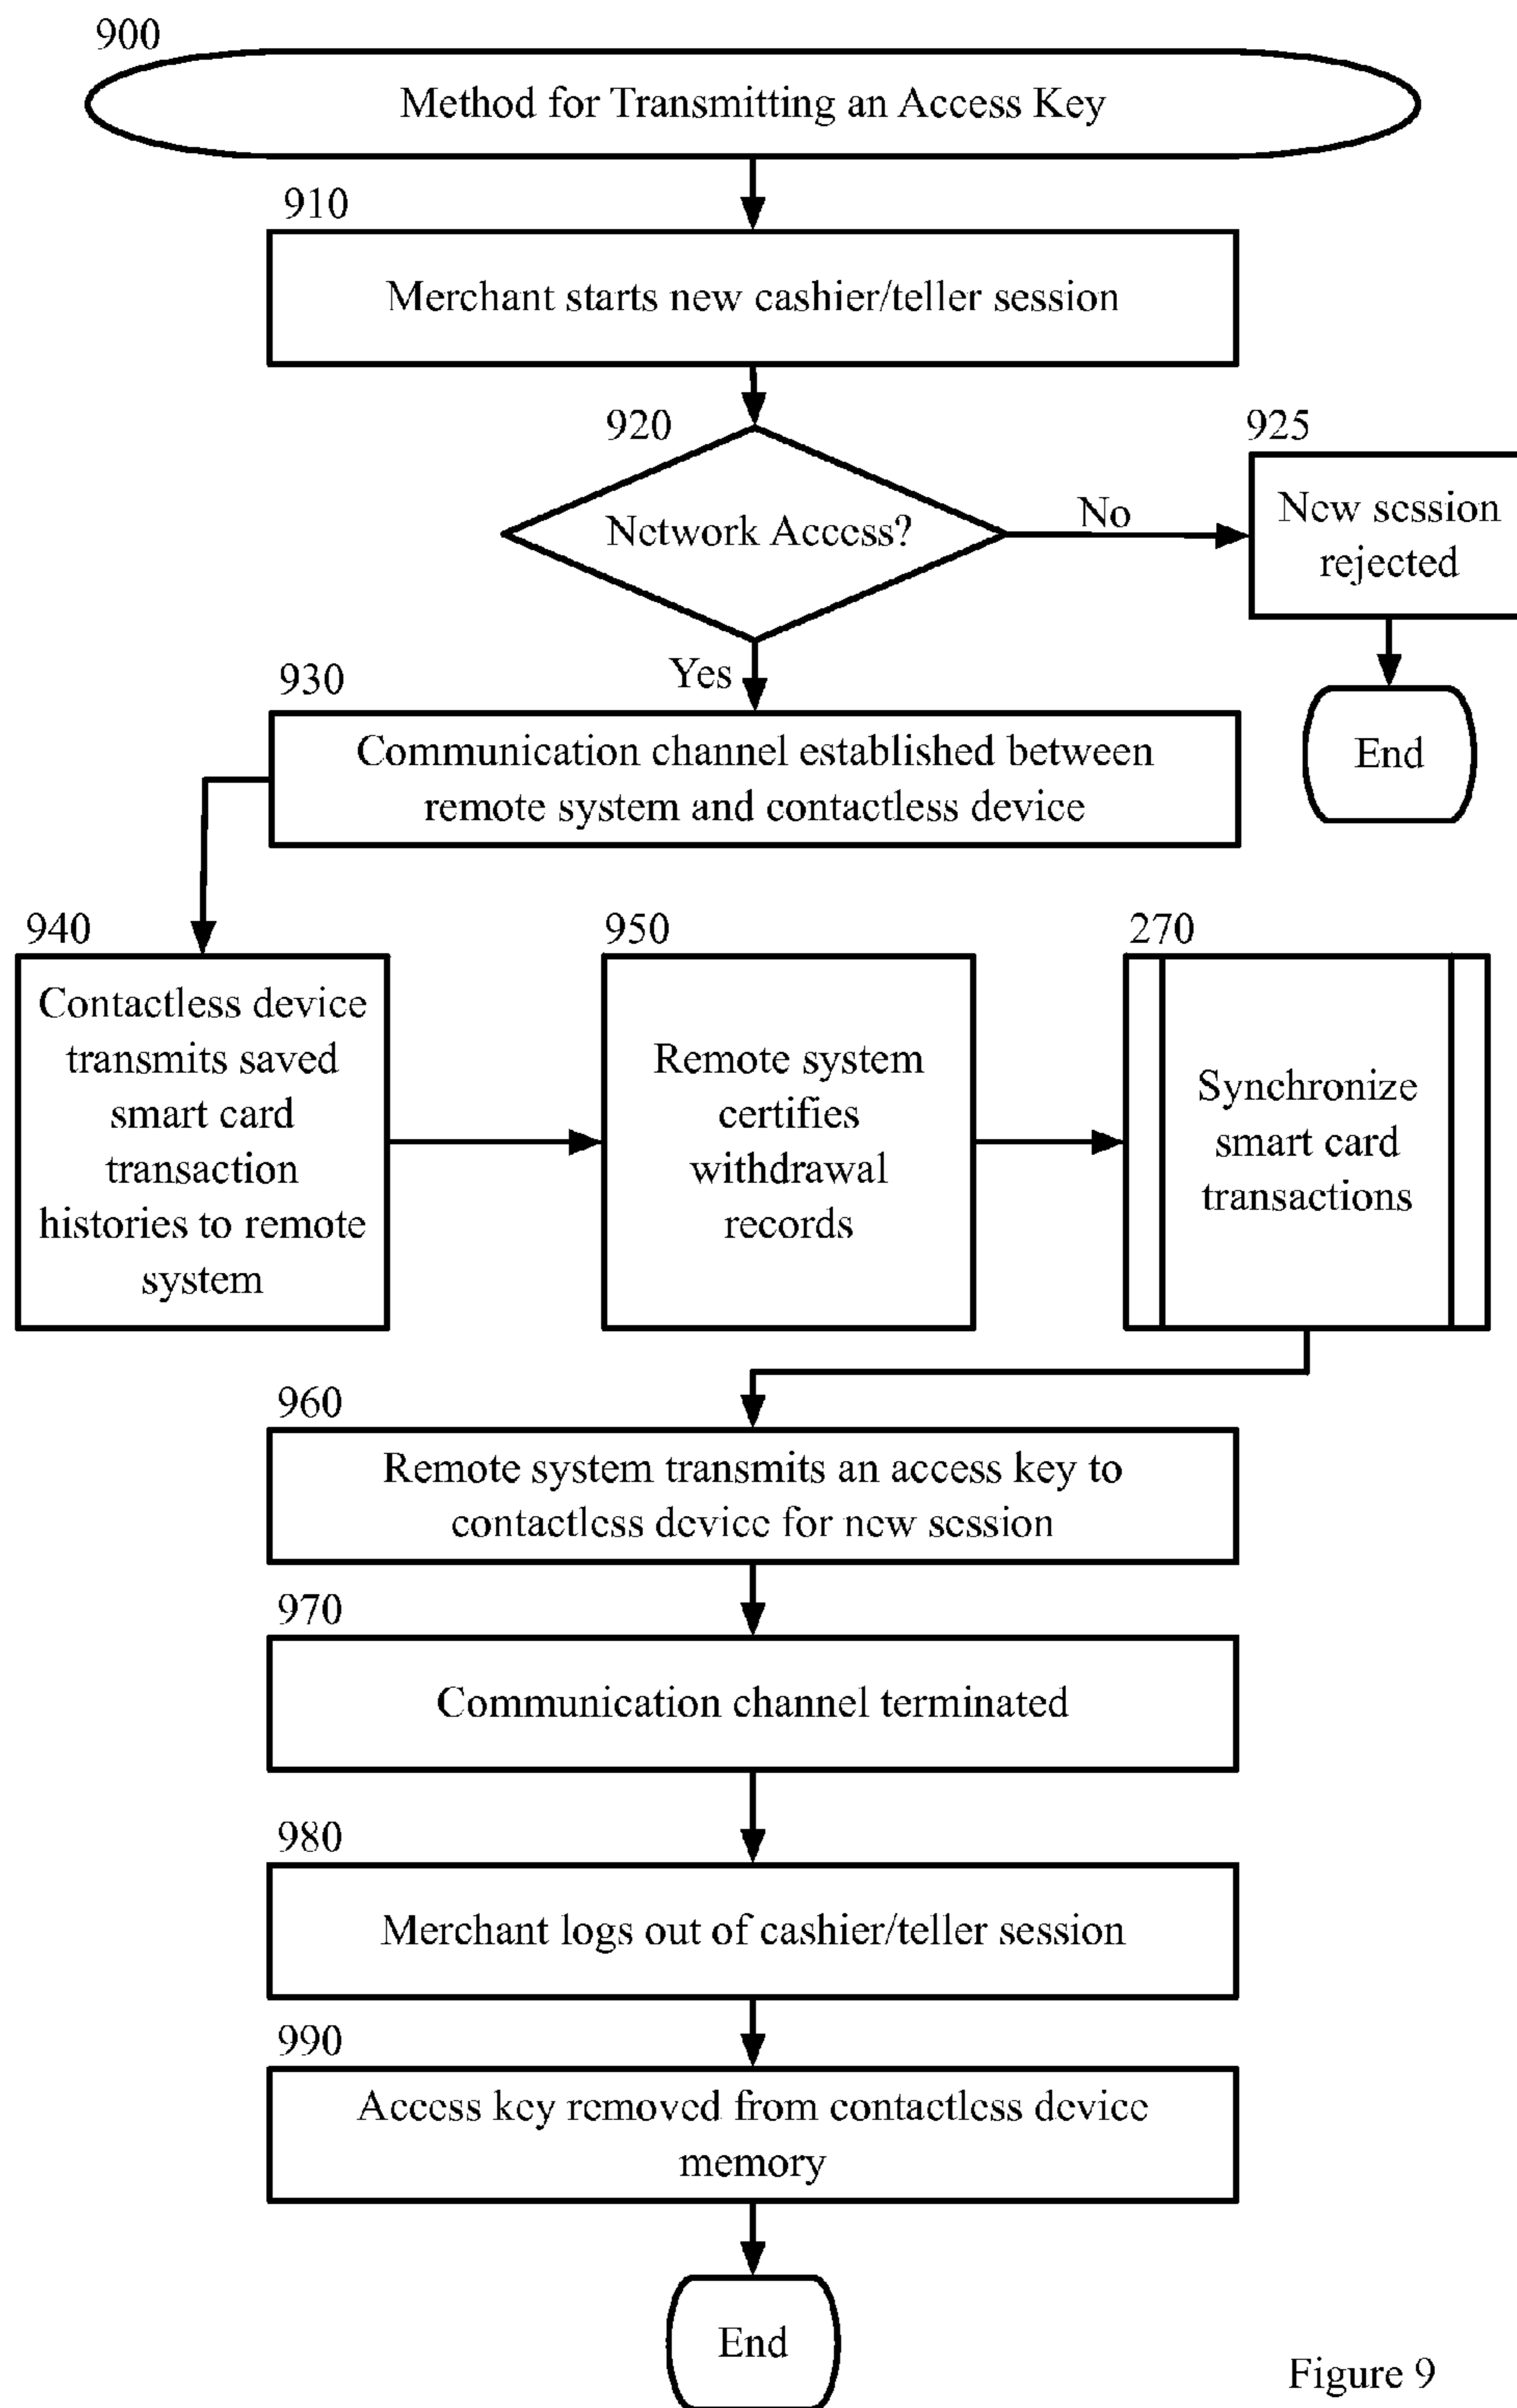 900
Method for Transmitting an Access Key
910
Merchant starts new cashier/teller session
920
Network Access?
No
925
New session
rejected
End
Yes
930
Communication channel established between
remote system and contactless device
940
Contactless device
transmits saved
smart card
transaction
histories to remote
system
950
Remote system
certifies
withdrawal
records
270
Synchronize
smart card
transactions
960
Remote system transmits an access key to
contactless device for new session
970
Communication channel terminated
980
Merchant logs out of cashier/teller session
990
Access key removed from contactless device
memory
End
Figure 9